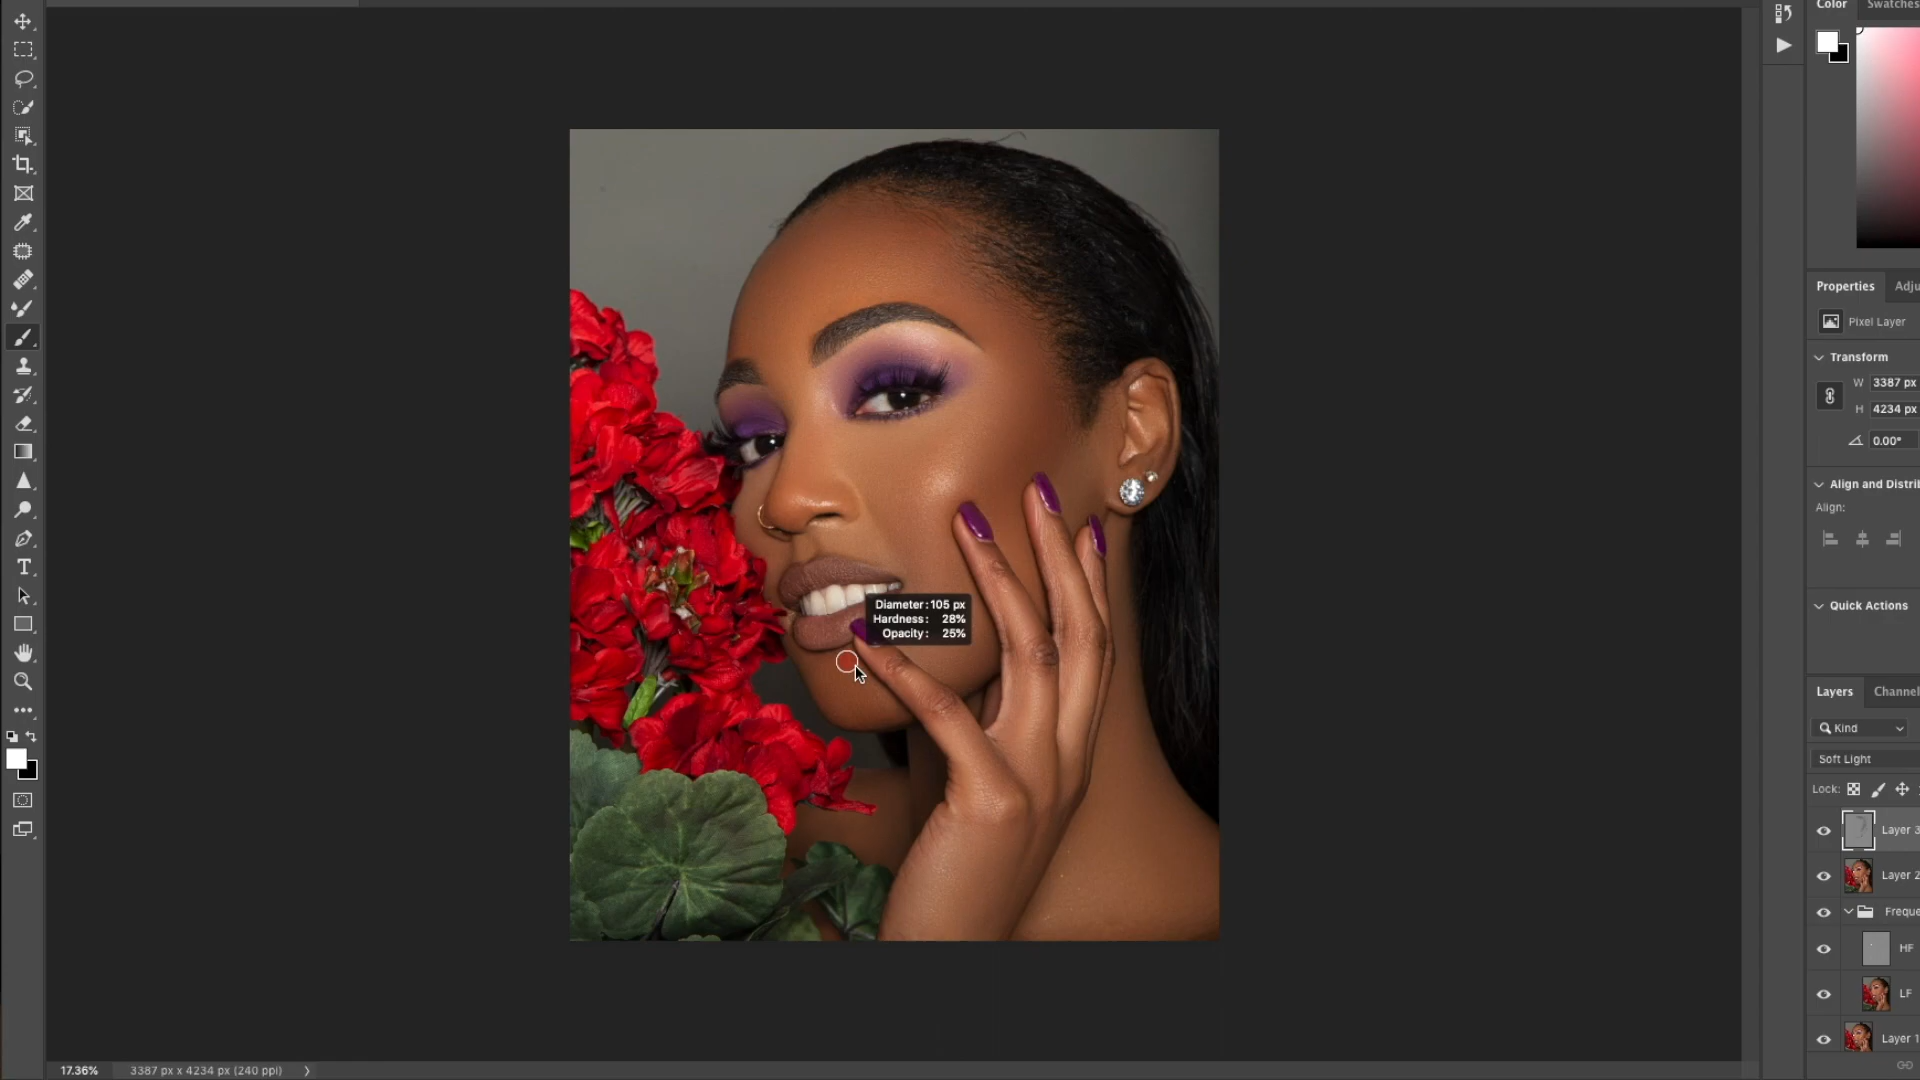 Color
Swatches
Properties
Adju
Pixel Layer
Transform
W 3387 px
H 4234 px
0.00°
Align and Distrib
Align:
Quick Actions
Diameter: 105 px
Hardness: 28%
Opacity: 25%
Layers
Channel
Kind
Soft Light
Lock:
Layer 3
Layer 2
Freque
HF
LF
Layer 1
17.36%
3387 px x 4234 px (240 ppi)